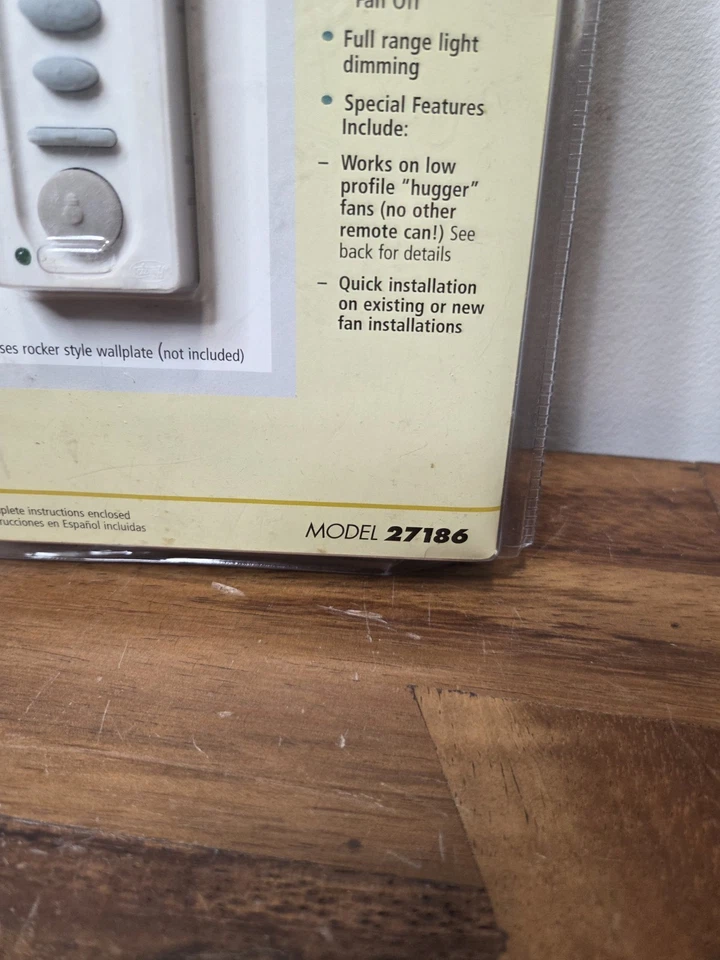 Fan Off
• Full range light
dimming
• Special Features
Include:
– Works on low
profile "hugger"
fans (no other
remote can!) See
back for details
– Quick installation
on existing or new
fan installations
ses rocker style wallplate (not included)
plete instructions enclosed
rucciones en Español incluidas
MODEL 27186